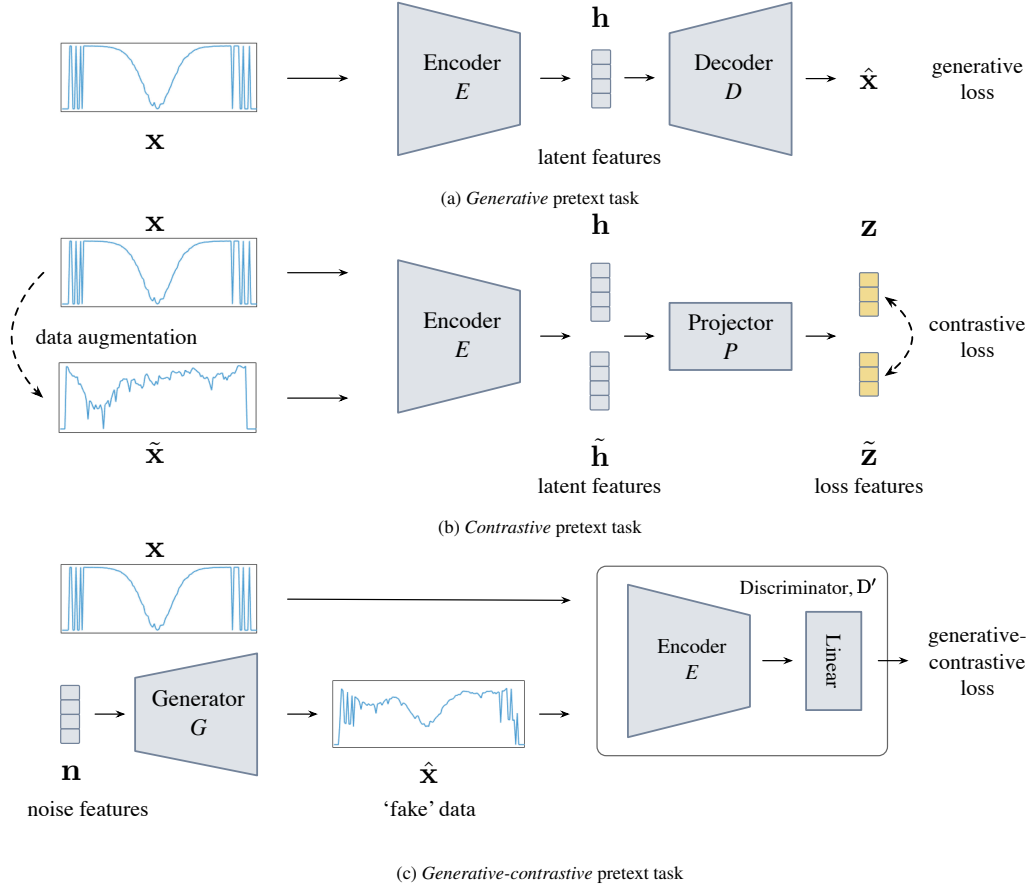 h
Encoder
E
Decoder
D
x̂
generative
loss
x
latent features
(a) Generative pretext task
x
h
z
data augmentation
Encoder
E
Projector
P
contrastive
loss
x̃
h̃
z̃
latent features
loss features
(b) Contrastive pretext task
x
Discriminator, D′
Encoder
E
Linear
generative-
contrastive
loss
Generator
G
n
x̂
noise features
‘fake’ data
(c) Generative-contrastive pretext task